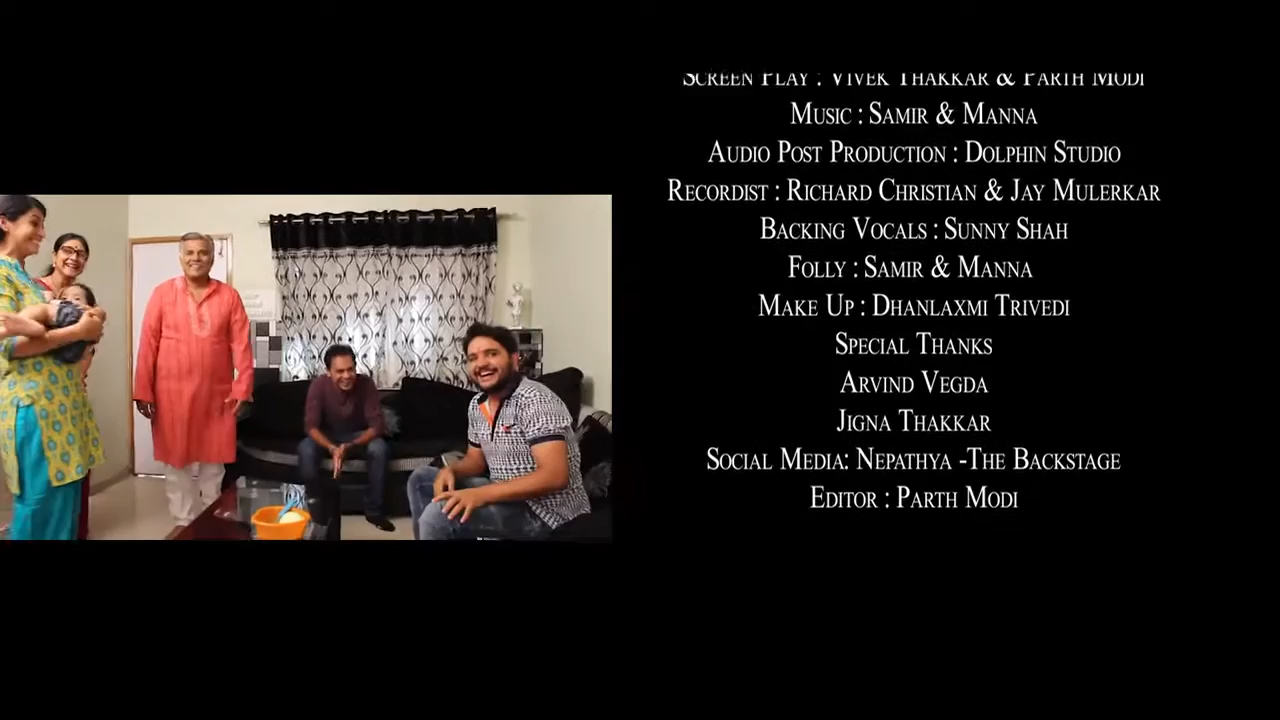 SCREEN PLAY : VIVEK THAKKAR & PARTH MODI
MUSIC : SAMIR & MANNA
AUDIO POST PRODUCTION : DOLPHIN STUDIO
RECORDIST : RICHARD CHRISTIAN & JAY MULERKAR
BACKING VOCALS : SUNNY SHAH
FOLLY : SAMIR & MANNA
MAKE UP : DHANLAXMI TRIVEDI
SPECIAL THANKS
ARVIND VEGDA
JIGNA THAKKAR
SOCIAL MEDIA: NEPATHYA -THE BACKSTAGE
EDITOR : PARTH MODI